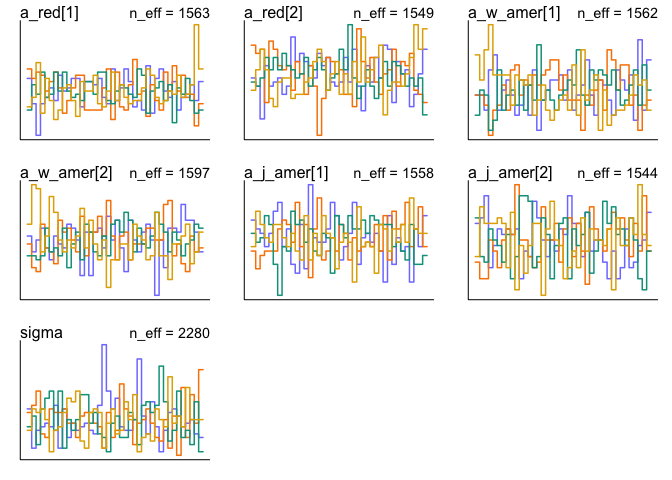 a_red[1] n_eff = 1563
a_red[2] n_eff = 1549
a_w_amer[1] n_eff = 1562
a_w_amer[2] n_eff = 1597
a_j_amer[1] n_eff = 1558
a_j_amer[2] n_eff = 1544
sigma n_eff = 2280